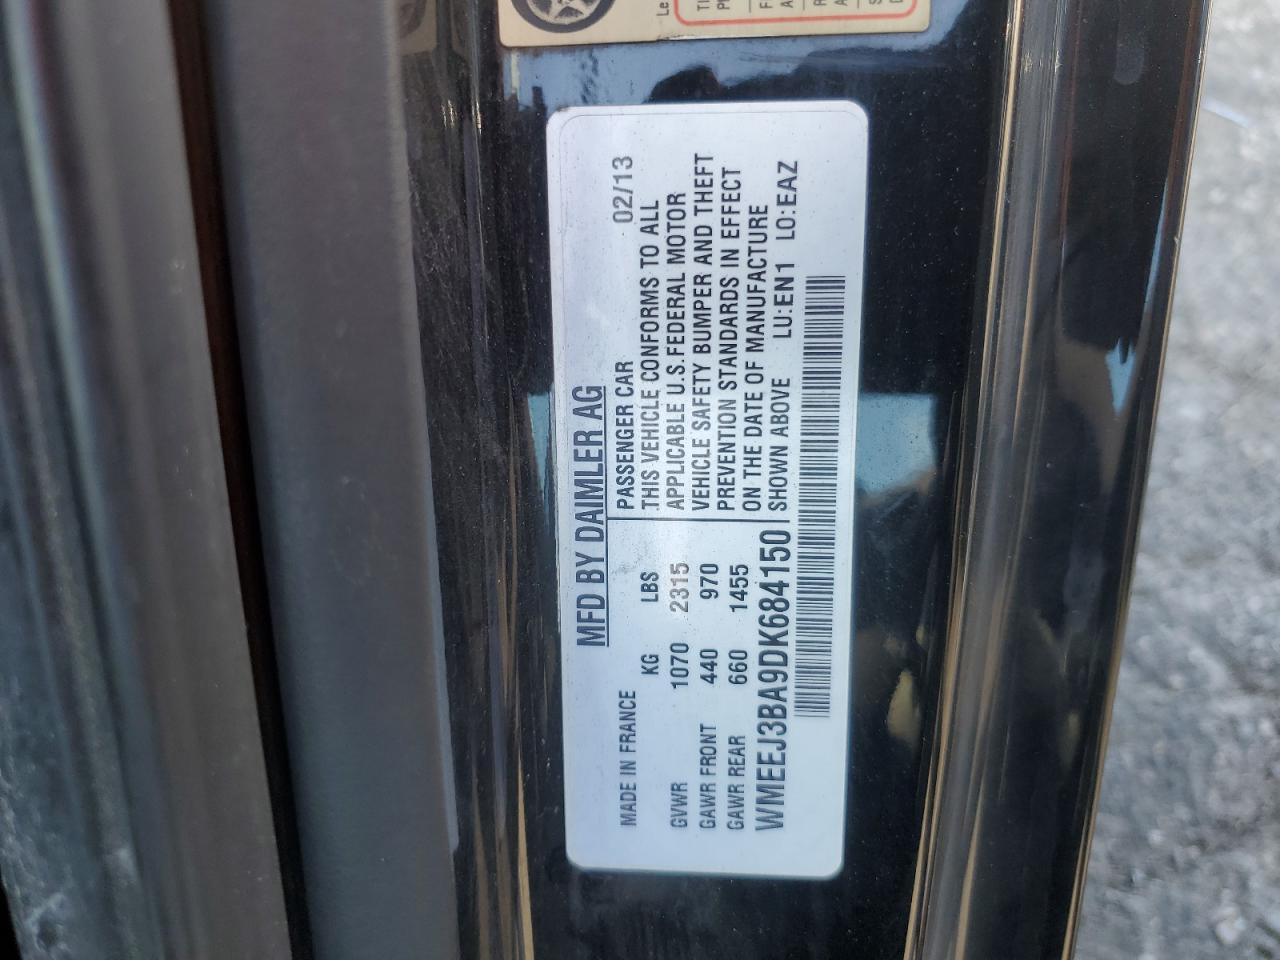 MFD BY DAIMLER AG
MADE IN FRANCE
KG LBS
GVWR 1070 2315
GAWR FRONT 440 970
GAWR REAR 660 1455
PASSENGER CAR 02/13
THIS VEHICLE CONFORMS TO ALL
APPLICABLE U.S.FEDERAL MOTOR
VEHICLE SAFETY BUMPER AND THEFT
PREVENTION STANDARDS IN EFFECT
ON THE DATE OF MANUFACTURE
SHOWN ABOVE LU:EN1 LO:EAZ
WMEEJ3BA9DK684150
Le